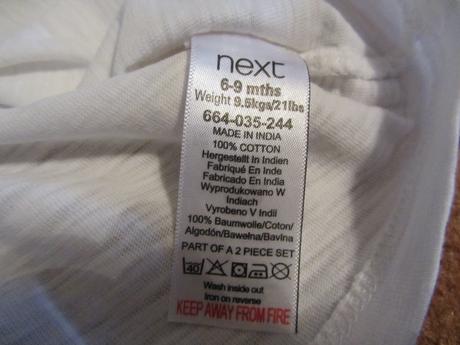 next
6-9 mths
Weight 9.5kgs/21lbs
664-035-244
MADE IN INDIA
100% COTTON
Hergestellt In Indien
Fabriqué En Inde
Fabricado En India
Wyprodukowano W
Indiach
Vyrobeno V Indii
100% Baumwolle/Coton/
Algodón/Bawełna/Bavlna
PART OF A 2 PIECE SET
40
Wash inside out
Iron on reverse
KEEP AWAY FROM FIRE